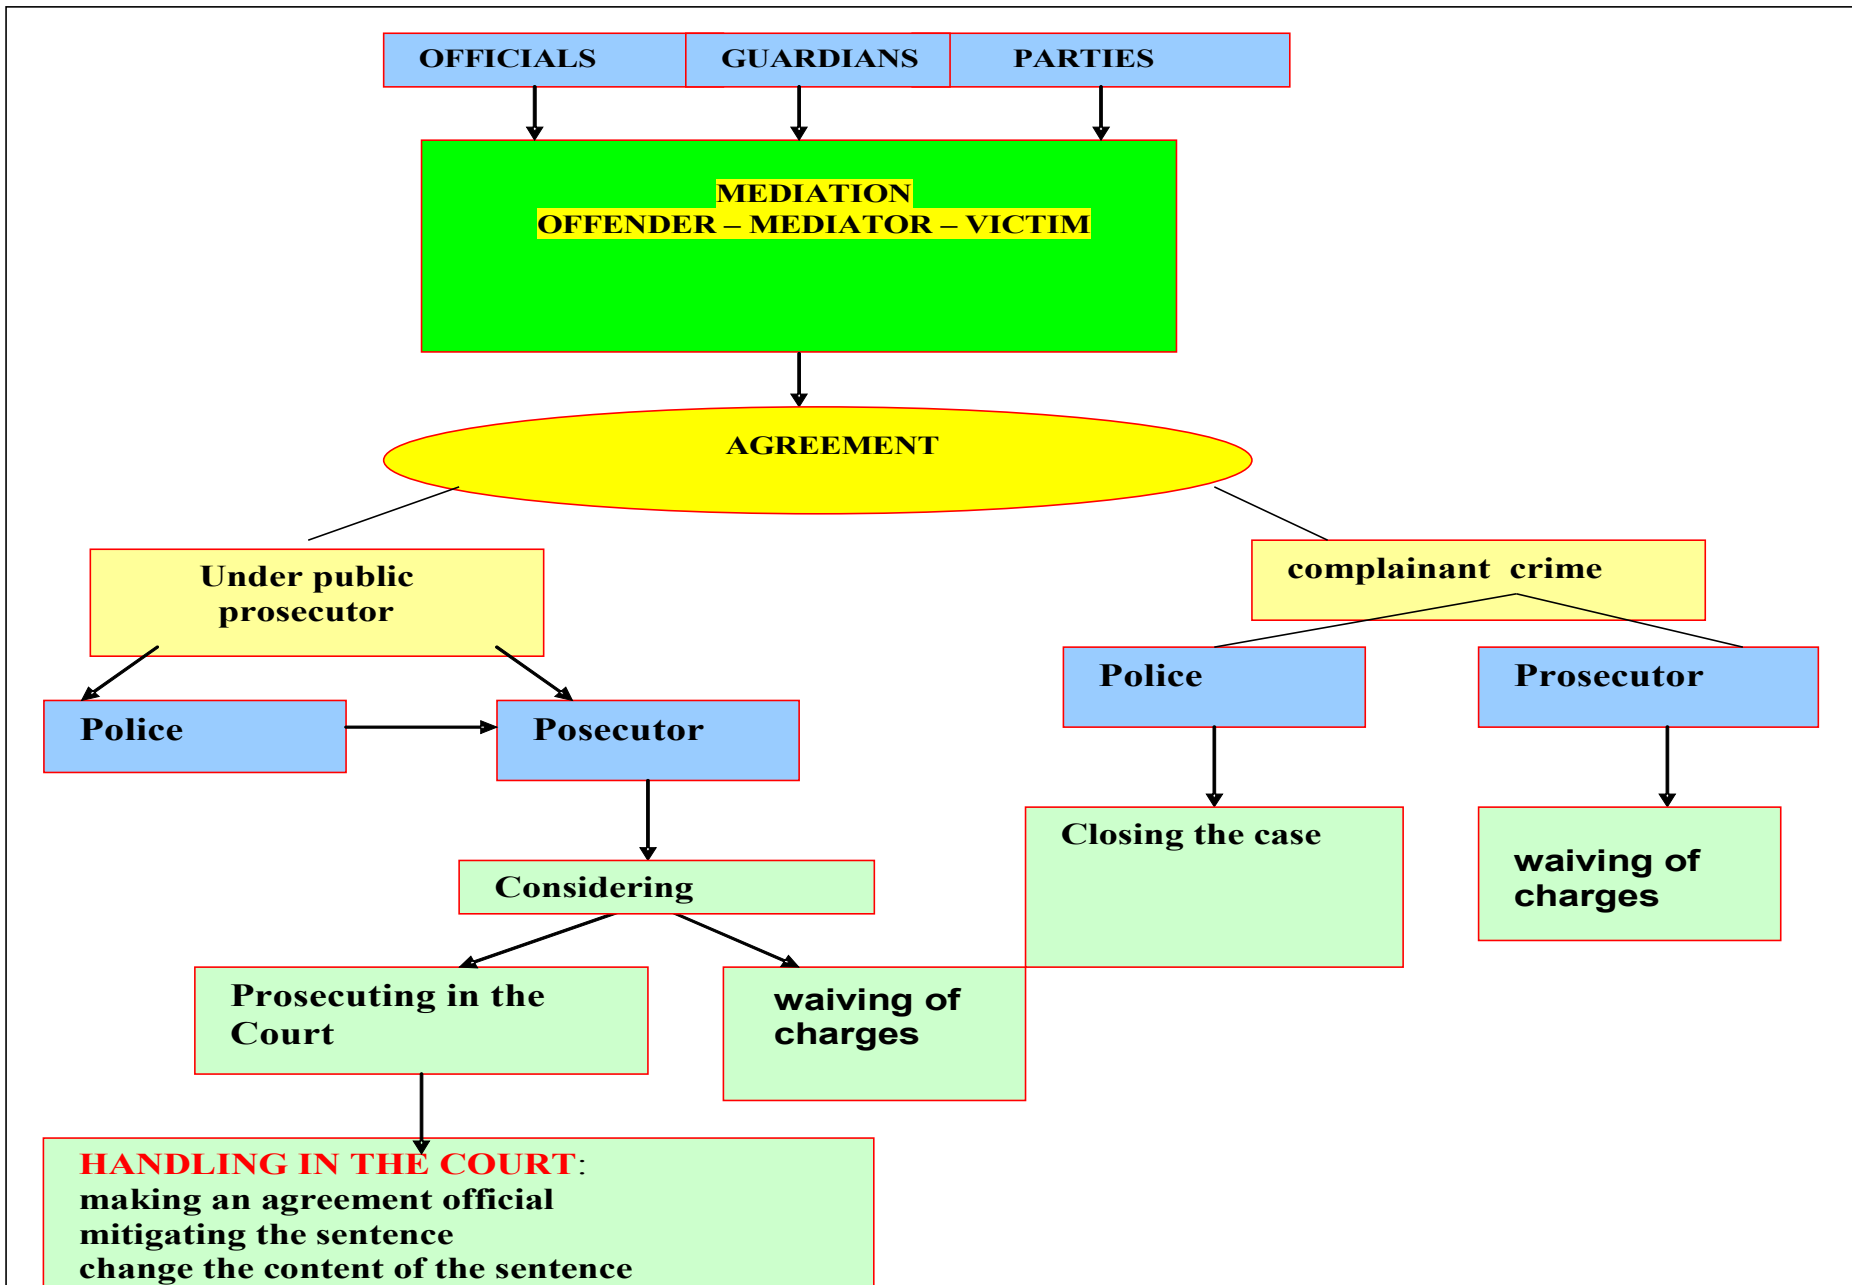 OFFICIALS
GUARDIANS
PARTIES
MEDIATION
OFFENDER – MEDIATOR – VICTIM
AGREEMENT
Under public
prosecutor
complainant crime
Police
Posecutor
Police
Prosecutor
Considering
Closing the case
waiving of
charges
Prosecuting in the
Court
waiving of
charges
HANDLING IN THE COURT:
making an agreement official
mitigating the sentence
change the content of the sentence